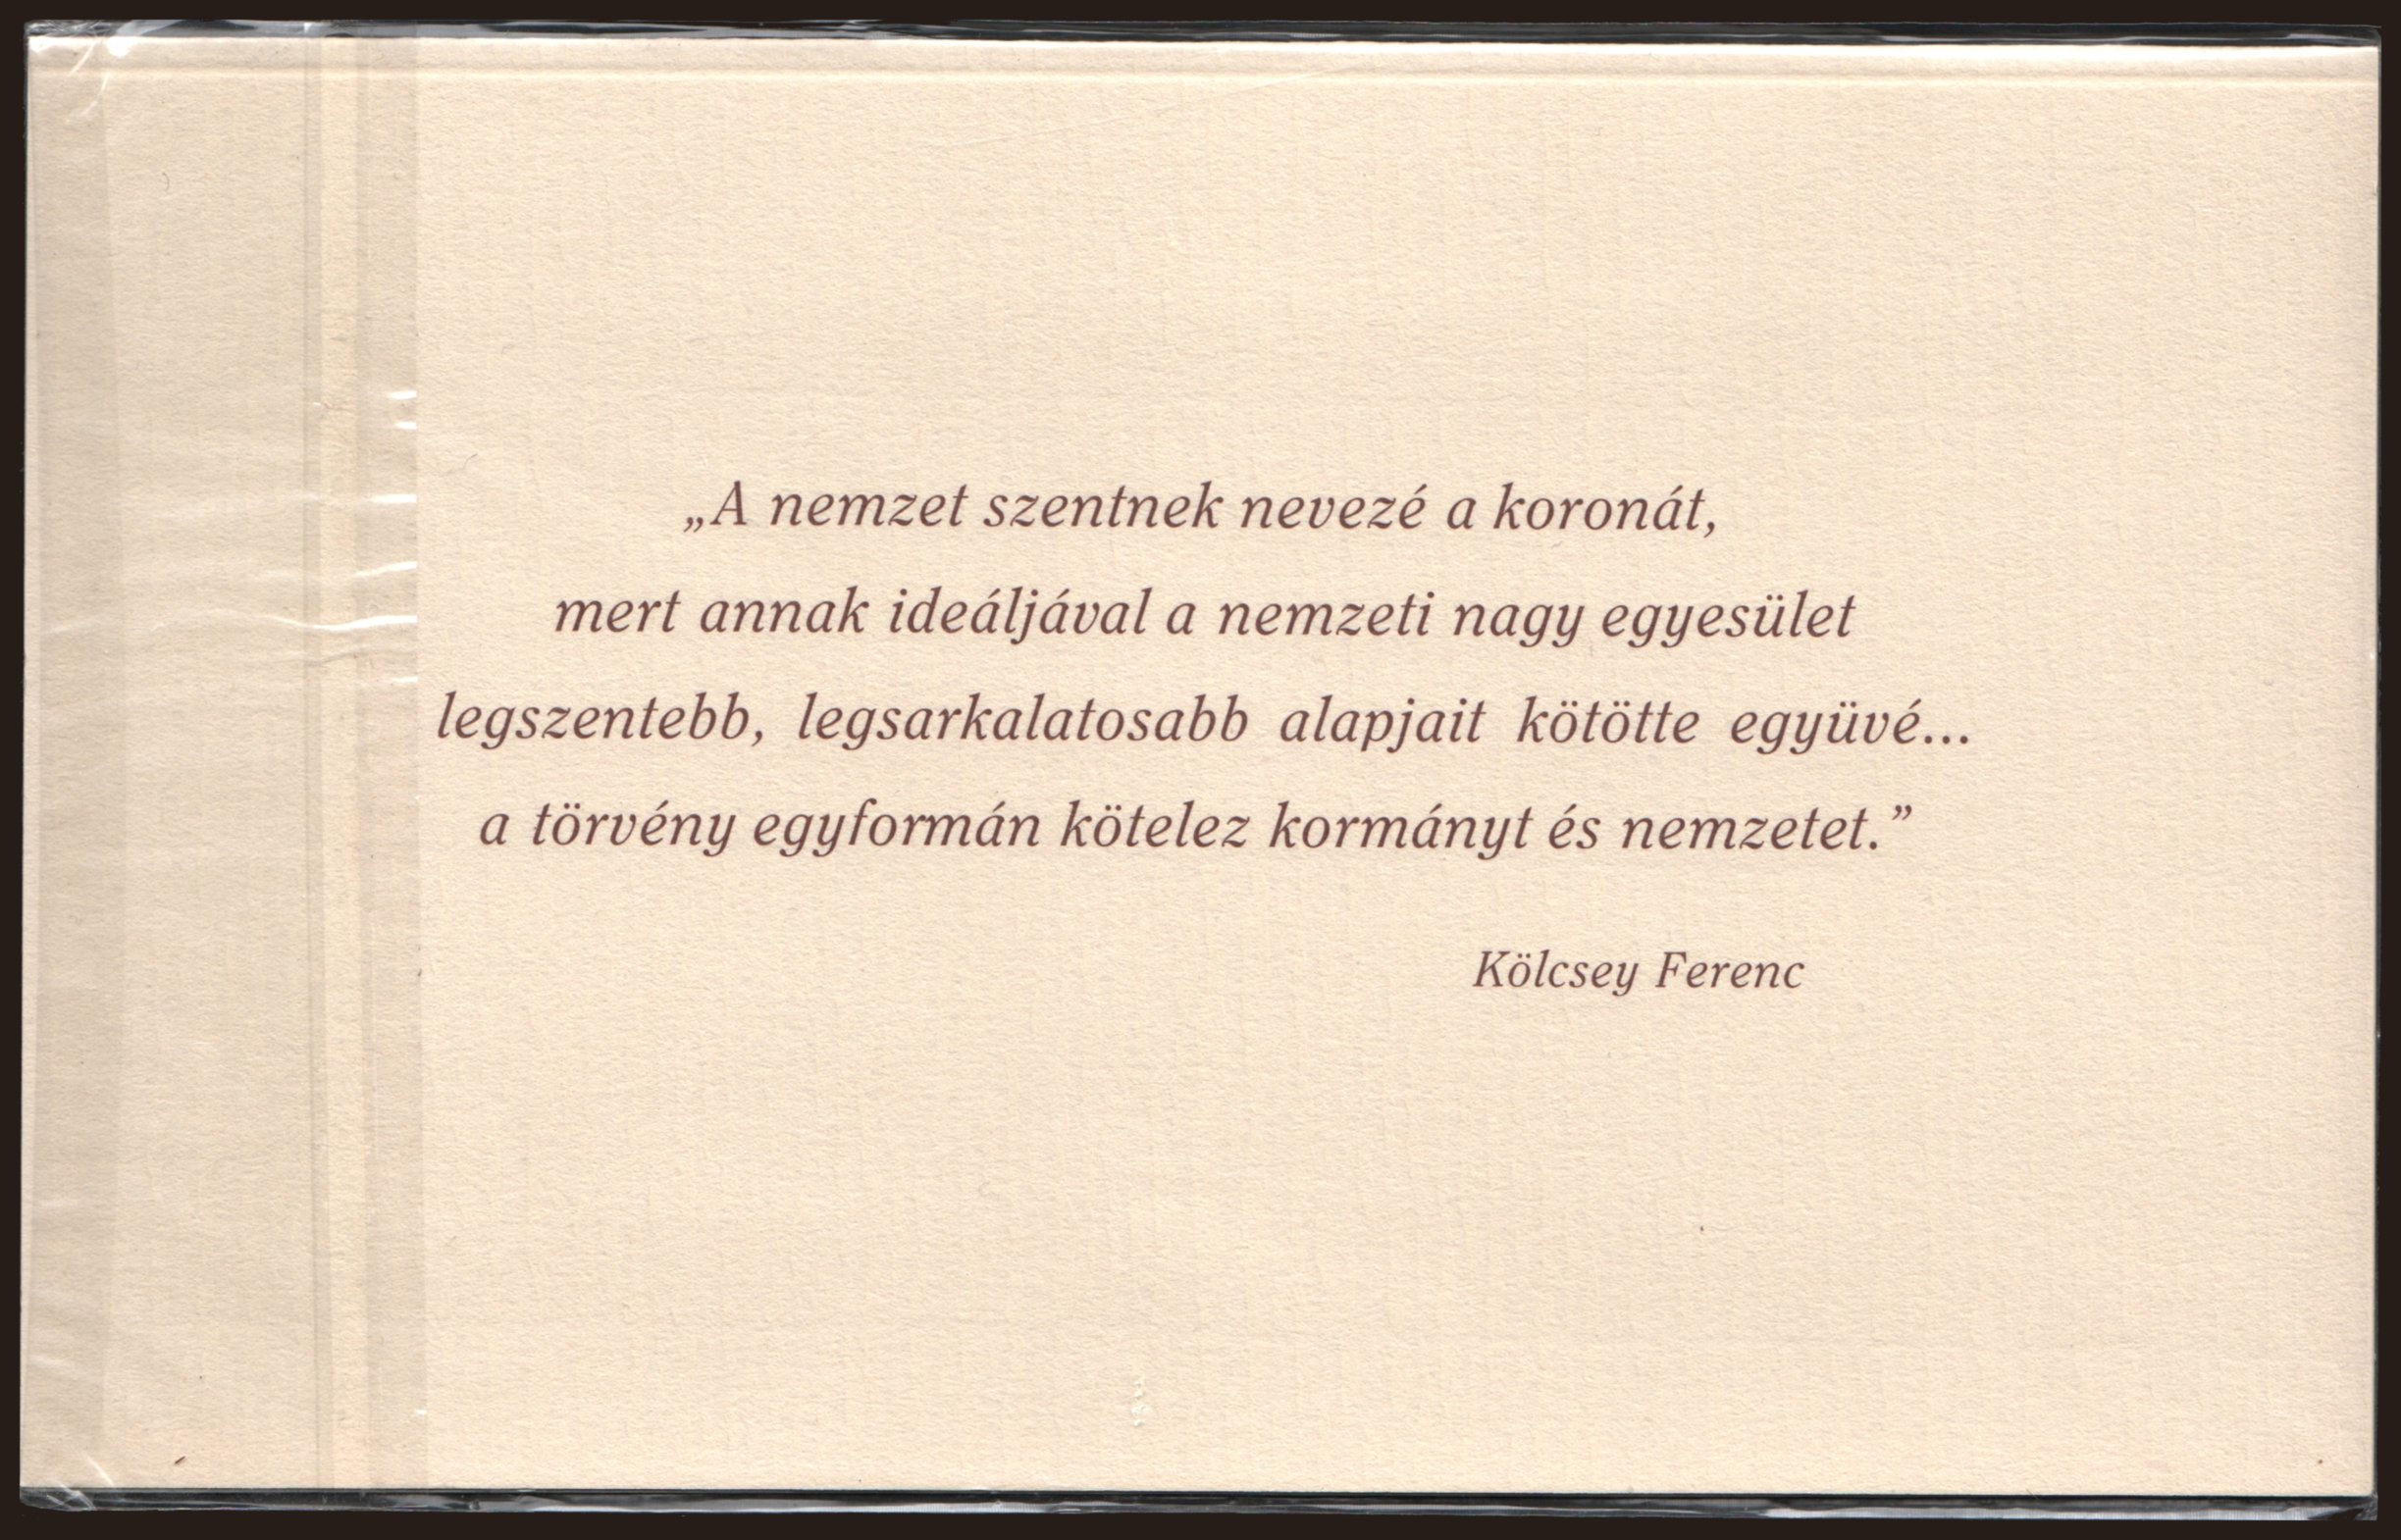 „A nemzet szentnek nevezé a koronát,
mert annak ideáljával a nemzeti nagy egyesület
legszentebb, legsarkalatosabb alapjait kötötte együvé...
a törvény egyformán kötelez kormányt és nemzetet.”
Kölcsey Ferenc